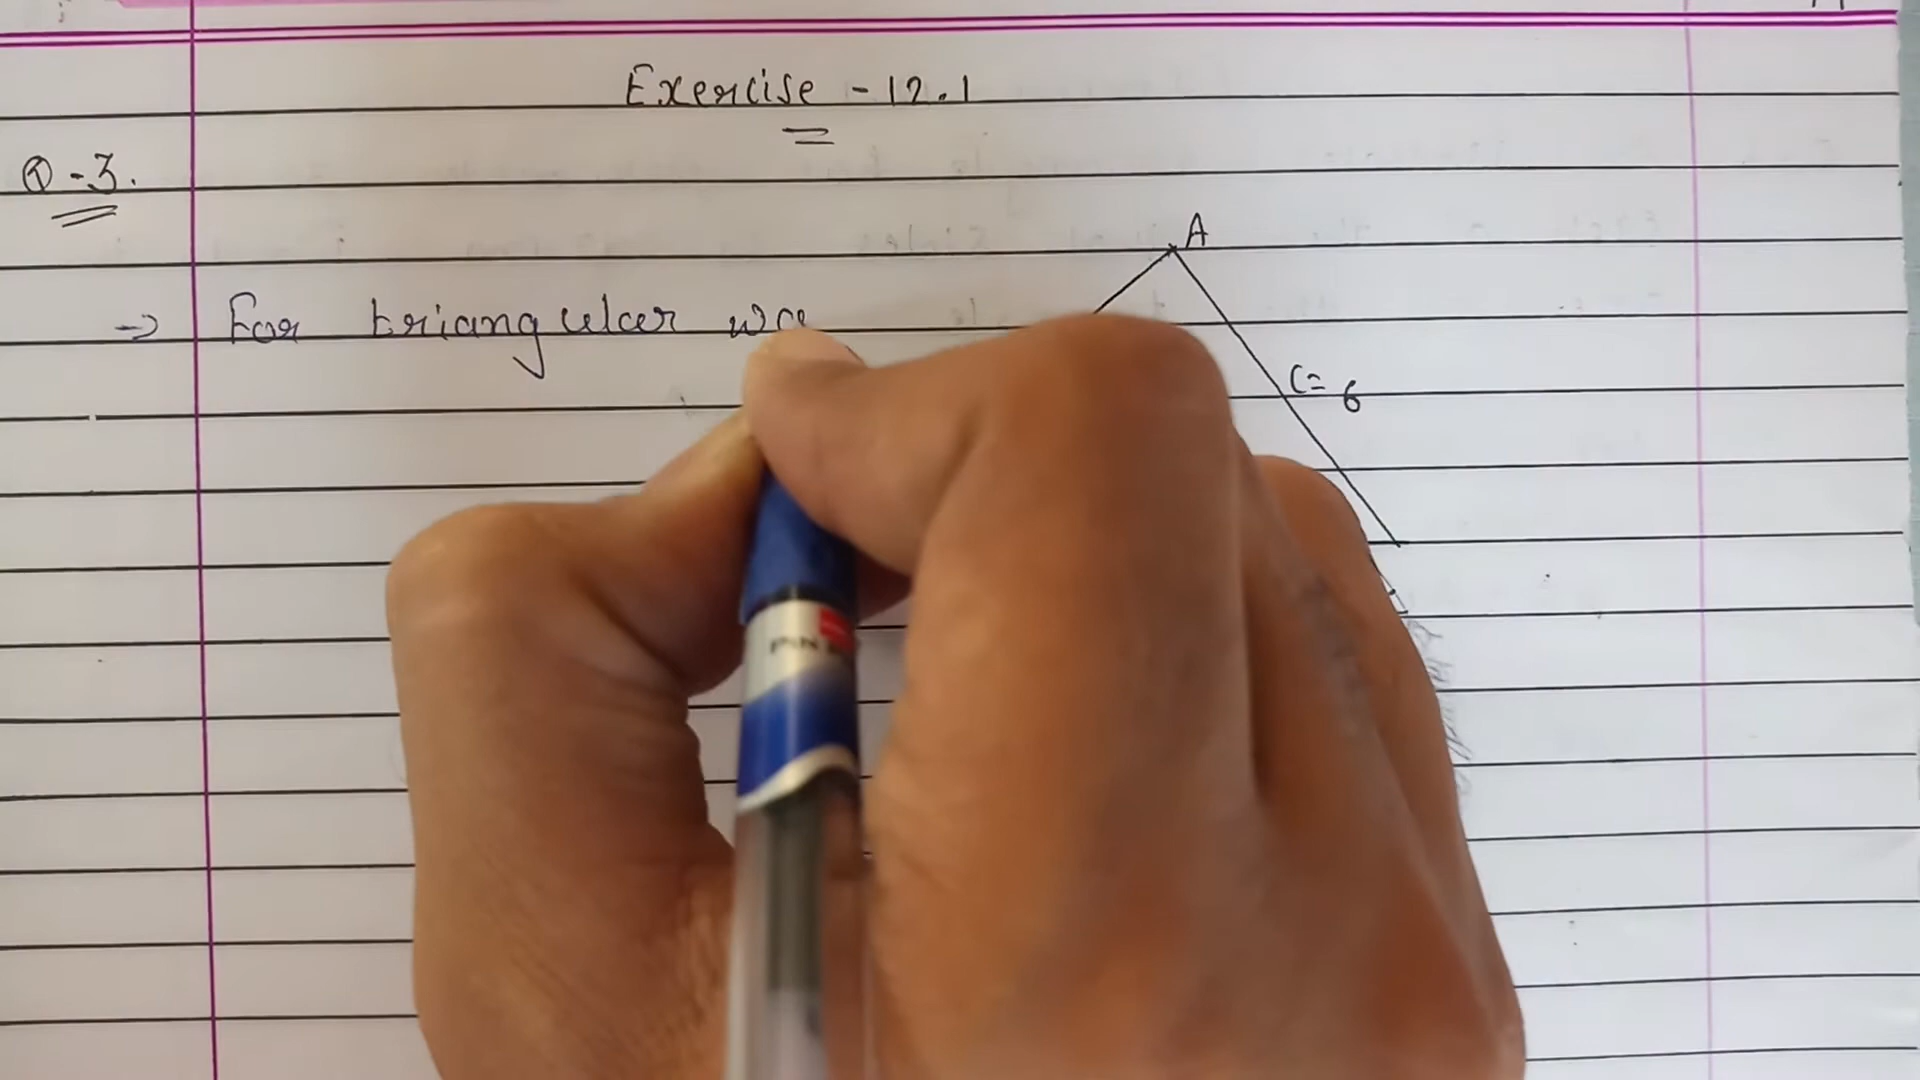 Exercise - 12.1
Q-3.
A
→ For triangular wa
C= 6